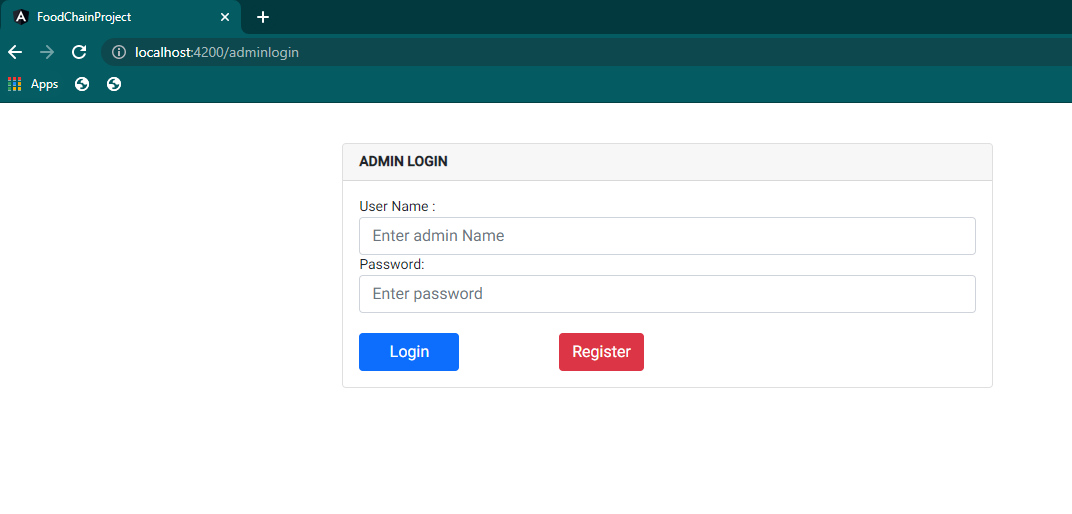 FoodChainProject
localhost:4200/adminlogin
Apps
ADMIN LOGIN
User Name :
Enter admin Name
Password:
Enter password
Login Register